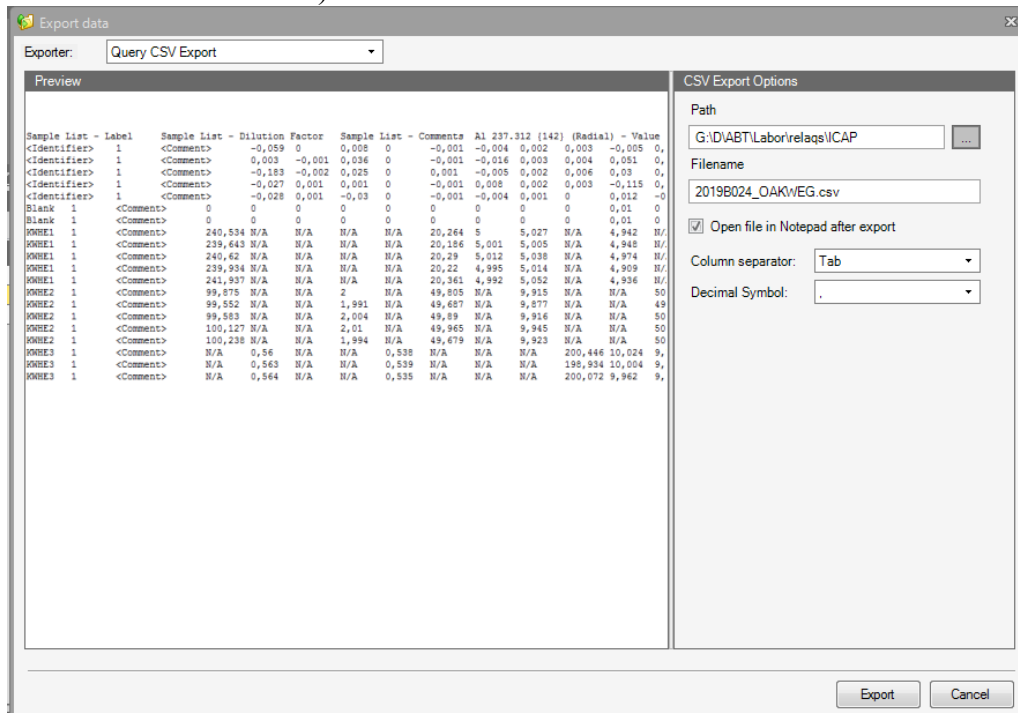 )
Export data
Exporter: Query CSV Export
Preview
Sample List - Label Sample List - Dilution Factor Sample List - Comments Al 237.312 {142} (Radial) - Value
<Identifier> 1 <Comment> -0,059 0 0,008 0 -0,001 -0,004 0,002 0,003 -0,005 0,
<Identifier> 1 <Comment> 0,003 -0,001 0,036 0 -0,001 -0,016 0,003 0,004 0,051 0,
<Identifier> 1 <Comment> -0,183 -0,002 0,025 0 0,001 -0,005 0,002 0,006 0,03 0,
<Identifier> 1 <Comment> -0,027 0,001 0,001 0 -0,001 0,008 0,002 0,003 -0,115 0,
<Identifier> 1 <Comment> -0,028 0,001 -0,03 0 -0,001 -0,004 0,001 0 0,012 -0
Blank 1 <Comment> 0 0 0 0 0 0 0 0 0,01 0
Blank 1 <Comment> 0 0 0 0 0 0 0 0 0,01 0
KWHE1 1 <Comment> 240,534 N/A N/A N/A 20,264 5 5,027 N/A 4,942 N/
KWHE1 1 <Comment> 239,643 N/A N/A N/A 20,186 5,001 5,005 N/A 4,948 N/
KWHE1 1 <Comment> 240,62 N/A N/A N/A 20,29 5,012 5,038 N/A 4,974 N/
KWHE1 1 <Comment> 239,934 N/A N/A N/A 20,22 4,995 5,014 N/A 4,909 N/
KWHE1 1 <Comment> 241,937 N/A N/A N/A 20,361 4,992 5,052 N/A 4,936 N/
KWHE2 1 <Comment> 99,875 N/A N/A 2 N/A 49,805 N/A 9,915 N/A N/A 50
KWHE2 1 <Comment> 99,552 N/A N/A 1,991 N/A 49,687 N/A 9,877 N/A N/A 49
KWHE2 1 <Comment> 99,583 N/A N/A 2,004 N/A 49,89 N/A 9,916 N/A N/A 50
KWHE2 1 <Comment> 100,127 N/A N/A 2,01 N/A 49,965 N/A 9,945 N/A N/A 50
KWHE2 1 <Comment> 100,238 N/A N/A 1,994 N/A 49,679 N/A 9,923 N/A N/A 50
KWHE3 1 <Comment> N/A 0,56 N/A N/A 0,538 N/A N/A N/A 200,446 10,024 9,
KWHE3 1 <Comment> N/A 0,563 N/A N/A 0,539 N/A N/A N/A 198,934 10,004 9,
KWHE3 1 <Comment> N/A 0,564 N/A N/A 0,535 N/A N/A N/A 200,072 9,962 9,
CSV Export Options
Path
G:\D\ABT\Labor\relaqs\ICAP ...
Filename
2019B024_OAKWEG.csv
Open file in Notepad after export
Column separator: Tab
Decimal Symbol: ,
Export Cancel